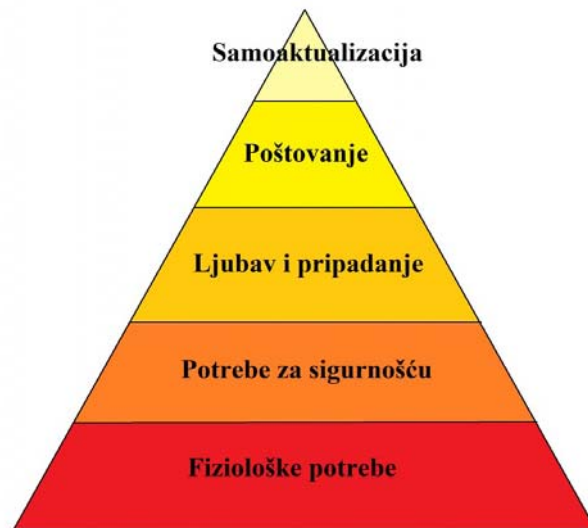 Samoaktualizacija
Poštovanje
Ljubav i pripadanje
Potrebe za sigurnošću
Fiziološke potrebe